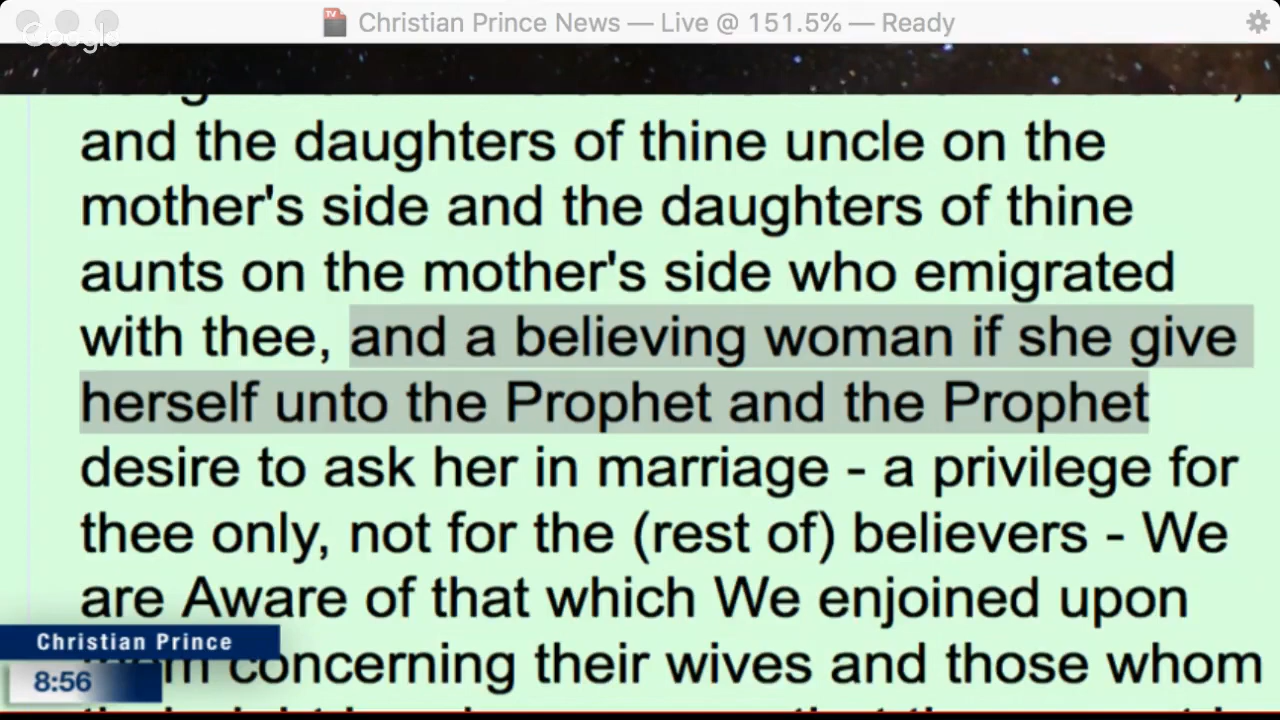 Christian Prince News — Live @ 151.5% — Ready
Google
and the daughters of thine uncle on the
mother's side and the daughters of thine
aunts on the mother's side who emigrated
with thee, and a believing woman if she give
herself unto the Prophet and the Prophet
desire to ask her in marriage - a privilege for
thee only, not for the (rest of) believers - We
are Aware of that which We enjoined upon
concerning their wives and those whom
Christian Prince
8:56